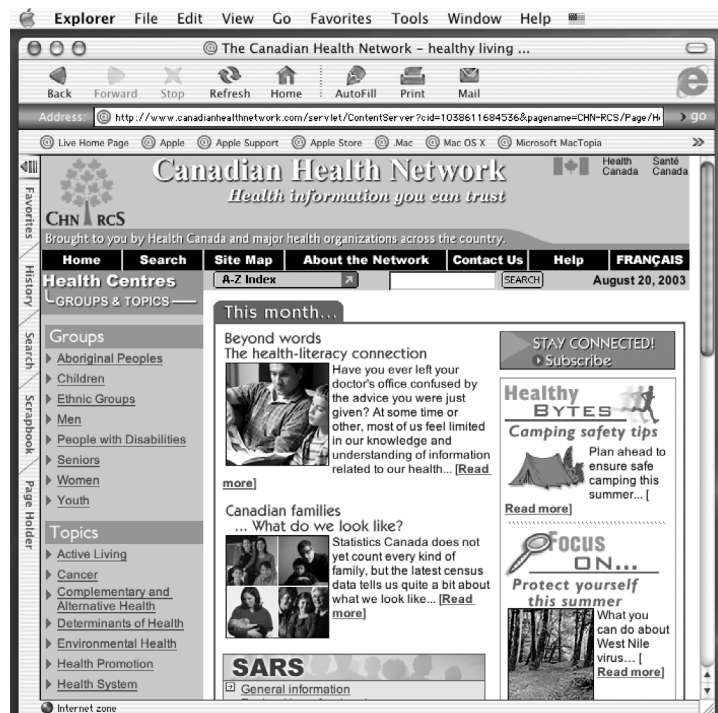 Explorer File Edit View Go Favorites Tools Window Help
@ The Canadian Health Network – healthy living ...
Back Forward Stop Refresh Home AutoFill Print Mail
Address: @ http://www.canadianhealthnetwork.com/servlet/ContentServer?cid=1038611684536&pagename=CHN-RCS/Page/H go
@ Live Home Page @ Apple @ Apple Support @ Apple Store @ .Mac @ Mac OS X @ Microsoft MacTopia »
Favorites
History
Search
Scrapbook
Page Holder
Canadian Health Network
Health information you can trust
CHN RCS
Health Canada
Santé Canada
Brought to you by Health Canada and major health organizations across the country.
Home Search Site Map About the Network Contact Us Help FRANÇAIS
Health Centres
GROUPS & TOPICS
A-Z Index SEARCH August 20, 2003
Groups
Aboriginal Peoples
Children
Ethnic Groups
Men
People with Disabilities
Seniors
Women
Youth
Topics
Active Living
Cancer
Complementary and
Alternative Health
Determinants of Health
Environmental Health
Health Promotion
Health System
This month...
Beyond words
The health-literacy connection
Have you ever left your
doctor's office confused by
the advice you were just
given? At some time or
other, most of us feel limited
in our knowledge and
understanding of information
related to our health... [Read
more]
Canadian families
... What do we look like?
Statistics Canada does not
yet count every kind of
family, but the latest census
data tells us quite a bit about
what we look like... [Read
more]
SARS
General information
STAY CONNECTED!
Subscribe
Healthy
BYTES
Camping safety tips
Plan ahead to
ensure safe
camping this
summer... [
Read more]
Focus
ON...
Protect yourself
this summer
What you
can do about
West Nile
virus... [
Read more]
Internet zone